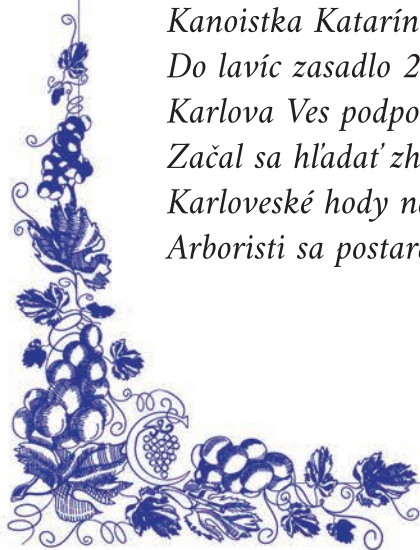 Kanoistka Katarín
Do lavíc zasadlo 2
Karlova Ves podpo
Začal sa hľadať zh
Karloveské hody n
Arboristi sa postar